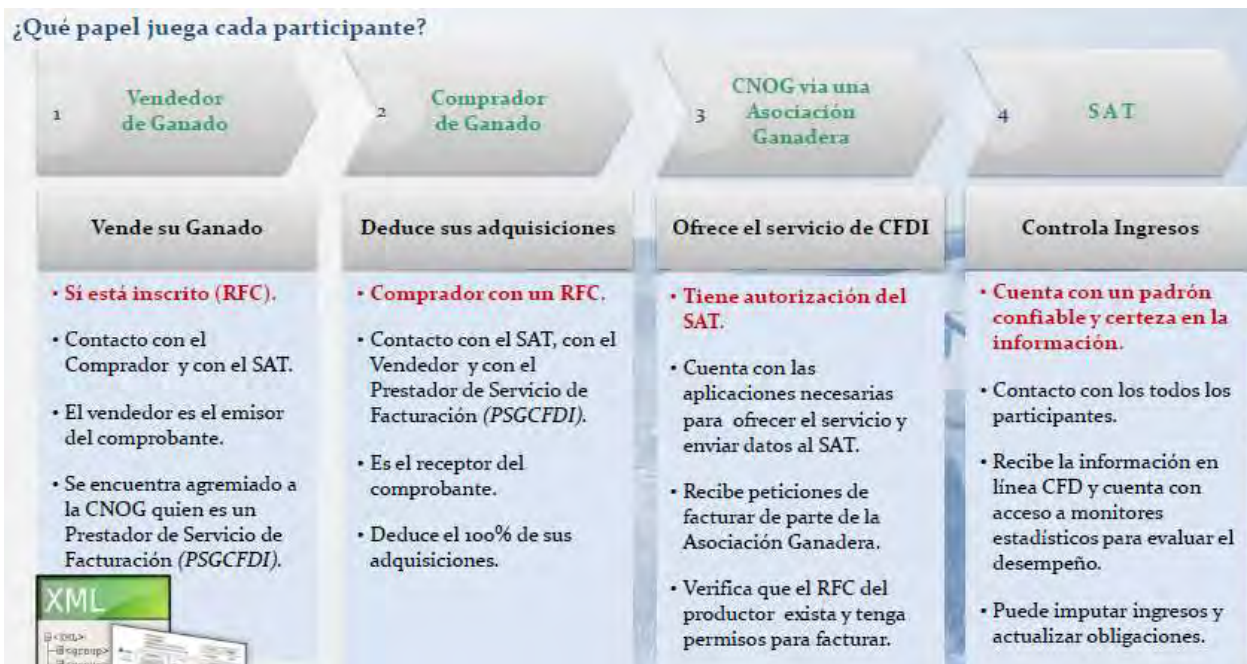 ¿Qué papel juega cada participante?
1
Vendedor
de Ganado
2
Comprador
de Ganado
3
CNOG via una
Asociación
Ganadera
4
S A T
Vende su Ganado
Deduce sus adquisiciones
Ofrece el servicio de CFDI
Controla Ingresos
• Sí está inscrito (RFC).
• Contacto con el
Comprador y con el SAT.
• El vendedor es el emisor
del comprobante.
• Se encuentra agremiado a
la CNOG quien es un
Prestador de Servicio de
Facturación (PSGCFDI).
• Comprador con un RFC.
• Contacto con el SAT, con el
Vendedor y con el
Prestador de Servicio de
Facturación (PSGCFDI).
• Es el receptor del
comprobante.
• Deduce el 100% de sus
adquisiciones.
• Tiene autorización del
SAT.
• Cuenta con las
aplicaciones necesarias
para ofrecer el servicio y
enviar datos al SAT.
• Recibe peticiones de
facturar de parte de la
Asociación Ganadera.
• Verifica que el RFC del
productor exista y tenga
permisos para facturar.
• Cuenta con un padrón
confiable y certeza en la
información.
• Contacto con los todos los
participantes.
• Recibe la información en
línea CFD y cuenta con
acceso a monitores
estadísticos para evaluar el
desempeño.
• Puede imputar ingresos y
actualizar obligaciones.
XML
<XML>
<group>